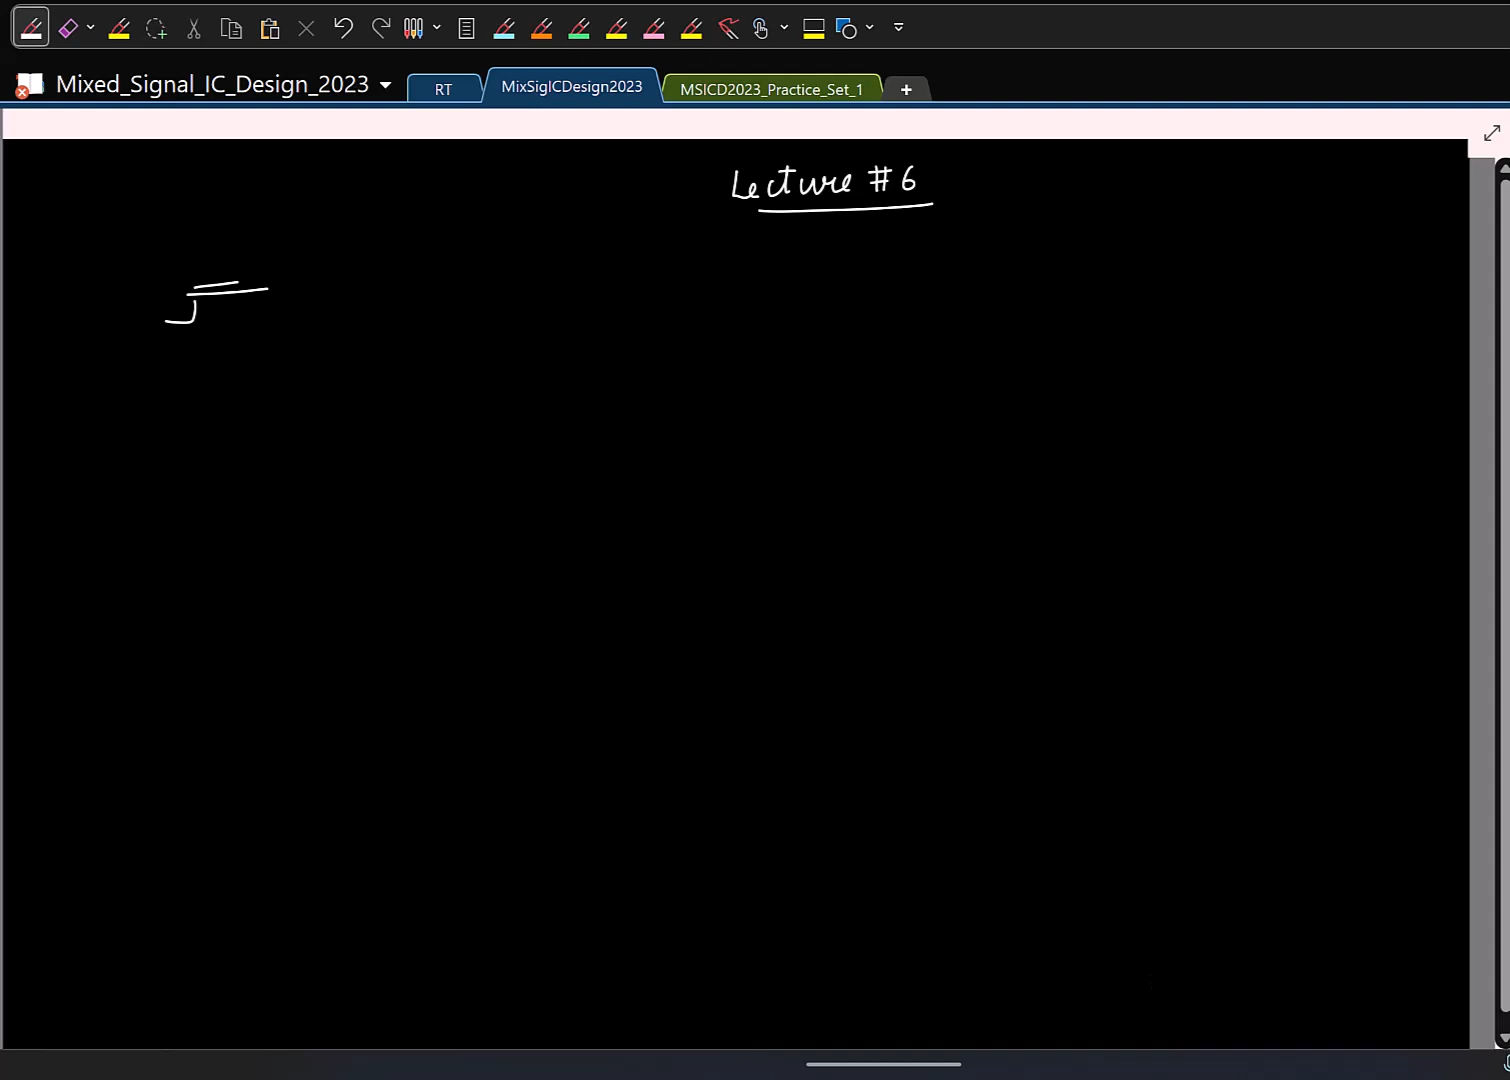 Mixed_Signal_IC_Design_2023
RT
MixSigICDesign2023
MSICD2023_Practice_Set_1
Lecture #6